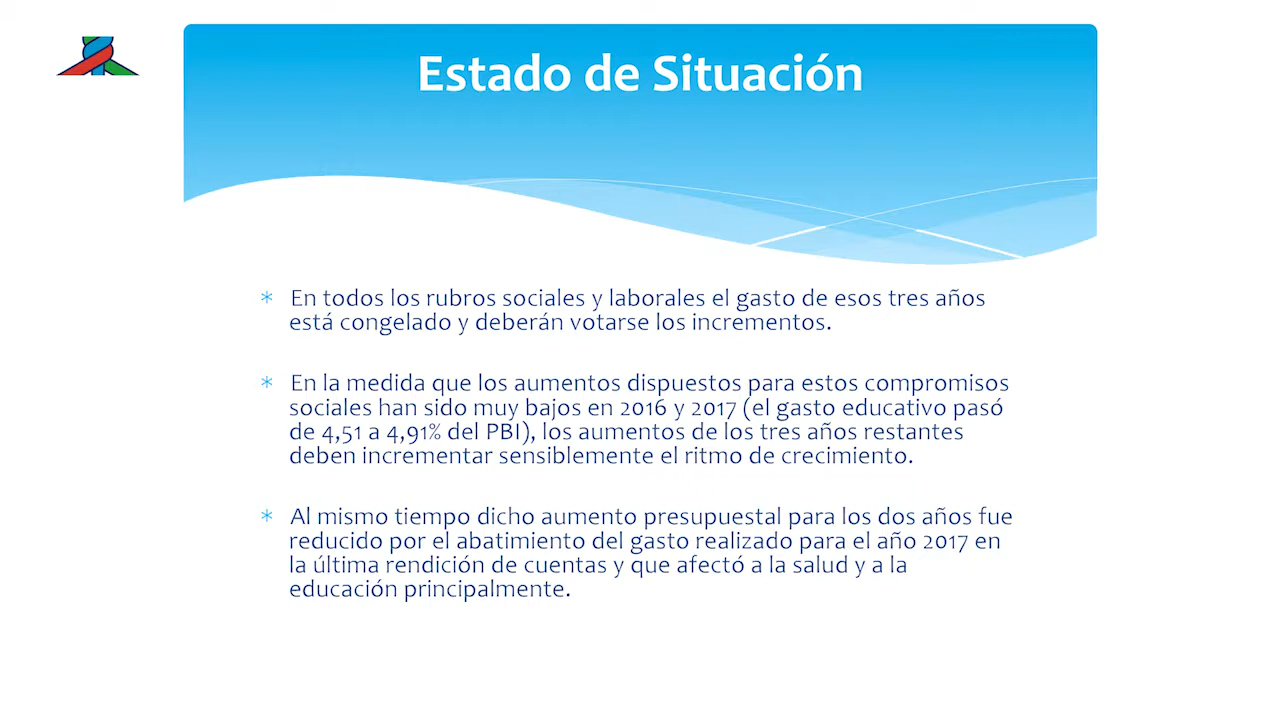 Estado de Situación
* En todos los rubros sociales y laborales el gasto de esos tres años
está congelado y deberán votarse los incrementos.
* En la medida que los aumentos dispuestos para estos compromisos
sociales han sido muy bajos en 2016 y 2017 (el gasto educativo pasó
de 4,51 a 4,91% del PBI), los aumentos de los tres años restantes
deben incrementar sensiblemente el ritmo de crecimiento.
* Al mismo tiempo dicho aumento presupuestal para los dos años fue
reducido por el abatimiento del gasto realizado para el año 2017 en
la última rendición de cuentas y que afectó a la salud y a la
educación principalmente.